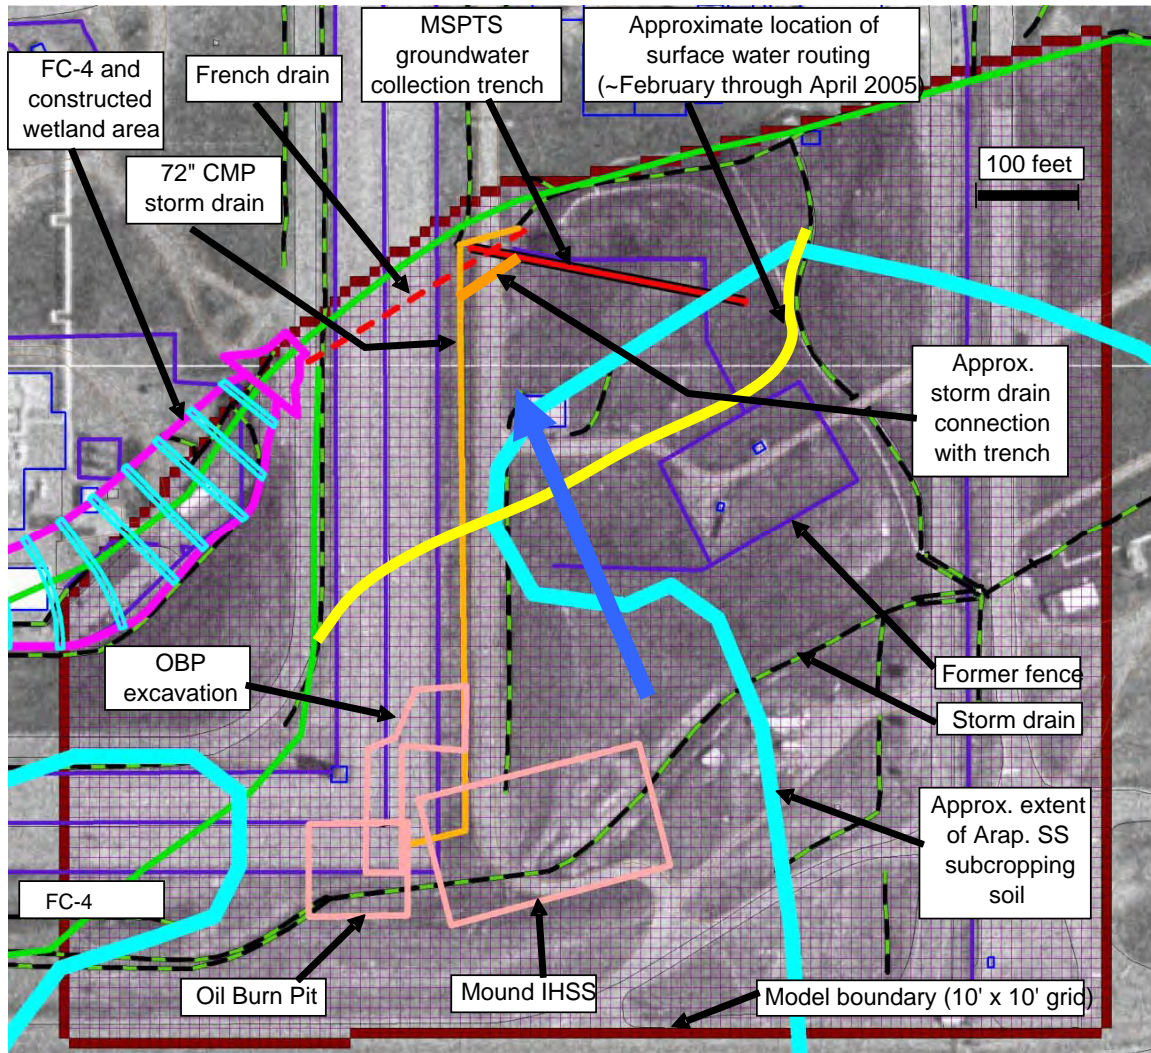 MSPTS
groundwater
collection trench
Approximate location of
surface water routing
(~February through April 2005)
FC-4 and
constructed
wetland area
French drain
72" CMP
storm drain
100 feet
Approx.
storm drain
connection
with trench
OBP
excavation
Former fence
Storm drain
Approx. extent
of Arap. SS
subcropping
soil
FC-4
Oil Burn Pit
Mound IHSS
Model boundary (10' x 10' grid)